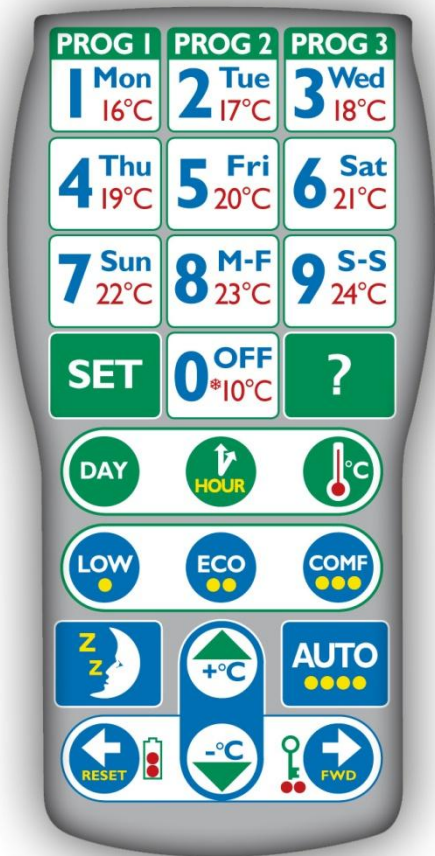 PROG 1 PROG 2 PROG 3
1 Mon 16°C 2 Tue 17°C 3 Wed 18°C
4 Thu 19°C 5 Fri 20°C 6 Sat 21°C
7 Sun 22°C 8 M-F 23°C 9 S-S 24°C
SET 0 OFF *10°C ?
DAY HOUR °C
LOW ECO COMF
Z Z +°C AUTO
RESET -°C FWD